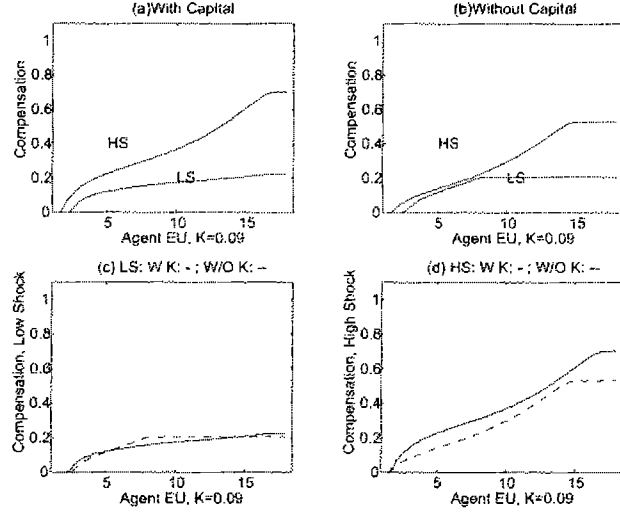 (a)With Capital
1
0.8
0.6
0.4
0.2
0
Compensation
HS
LS
5 10 15
Agent EU, K=0.09
(b)Without Capital
1
0.8
0.6
0.4
0.2
0
Compensation
HS
LS
5 10 15
Agent EU, K=0.09
(c) LS: W K: - ; W/O K: --
1
0.8
0.6
0.4
0.2
0
Compensation, Low Shock
5 10 15
Agent EU, K=0.09
(d) HS: W K: - ; W/O K: --
1
0.8
0.6
0.4
0.2
0
Compensation, High Shock
5 10 15
Agent EU, K=0.09